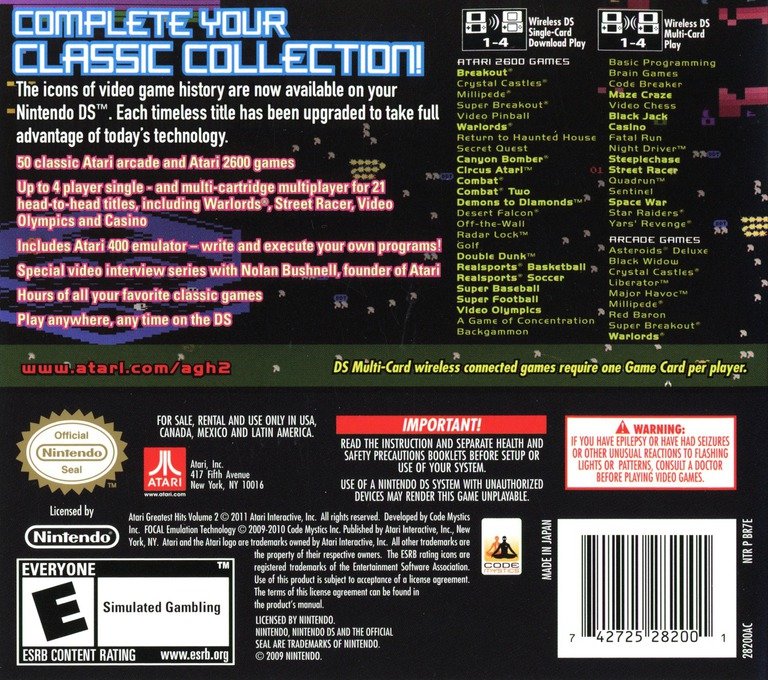 COMPLETE YOUR
CLASSIC COLLECTION!
The icons of video game history are now available on your
Nintendo DS™. Each timeless title has been upgraded to take full
advantage of today's technology.
50 classic Atari arcade and Atari 2600 games
Up to 4 player single - and multi-cartridge multiplayer for 21
head-to-head titles, including Warlords®, Street Racer, Video
Olympics and Casino
Includes Atari 400 emulator – write and execute your own programs!
Special video interview series with Nolan Bushnell, founder of Atari
Hours of all your favorite classic games
Play anywhere, any time on the DS
1-4
Wireless DS
Single-Card
Download Play
1-4
Wireless DS
Multi-Card
Play
ATARI 2600 GAMES
Breakout®
Crystal Castles®
Millipede®
Super Breakout®
Video Pinball
Warlords®
Return to Haunted House
Secret Quest
Canyon Bomber®
Circus Atari™
Combat®
Combat® Two
Demons to Diamonds™
Desert Falcon®
Off-the-Wall
Radar Lock™
Golf
Double Dunk™
Realsports® Basketball
Realsports® Soccer
Super Baseball
Super Football
Video Olympics
A Game of Concentration
Backgammon
Basic Programming
Brain Games
Code Breaker
Maze Craze
Video Chess
Black Jack
Casino
Fatal Run
Night Driver™
Steeplechase
Street Racer
Quadrun™
Sentinel
Space War
Star Raiders®
Yars' Revenge®
ARCADE GAMES
Asteroids® Deluxe
Black Widow
Crystal Castles®
Liberator™
Major Havoc™
Millipede®
Red Baron
Super Breakout®
Warlords®
www.atari.com/agh2
DS Multi-Card wireless connected games require one Game Card per player.
Official
Nintendo
Seal
™
FOR SALE, RENTAL AND USE ONLY IN USA,
CANADA, MEXICO AND LATIN AMERICA.
ATARI
www.atari.com
Atari, Inc.
417 Fifth Avenue
New York, NY 10016
IMPORTANT!
READ THE INSTRUCTION AND SEPARATE HEALTH AND
SAFETY PRECAUTIONS BOOKLETS BEFORE SETUP OR
USE OF YOUR SYSTEM.
USE OF A NINTENDO DS SYSTEM WITH UNAUTHORIZED
DEVICES MAY RENDER THIS GAME UNPLAYABLE.
WARNING:
IF YOU HAVE EPILEPSY OR HAVE HAD SEIZURES
OR OTHER UNUSUAL REACTIONS TO FLASHING
LIGHTS OR PATTERNS, CONSULT A DOCTOR
BEFORE PLAYING VIDEO GAMES.
Licensed by
Nintendo
Atari Greatest Hits Volume 2 © 2011 Atari Interactive, Inc. All rights reserved. Developed by Code Mystics
Inc. FOCAL Emulation Technology © 2009-2010 Code Mystics Inc. Published by Atari Interactive, Inc., New
York, NY. Atari and the Atari logo are trademarks owned by Atari Interactive, Inc. All other trademarks are
the property of their respective owners. The ESRB rating icons are
registered trademarks of the Entertainment Software Association.
Use of this product is subject to acceptance of a license agreement.
The terms of this license agreement can be found in
the product's manual.
LICENSED BY NINTENDO.
NINTENDO, NINTENDO DS AND THE OFFICIAL
SEAL ARE TRADEMARKS OF NINTENDO.
© 2009 NINTENDO.
CODE
MYSTICS
EVERYONE
™
E
Simulated Gambling
ESRB CONTENT RATING www.esrb.org
MADE IN JAPAN
7 42725 28200 1
NTR P BR7E
28200AC